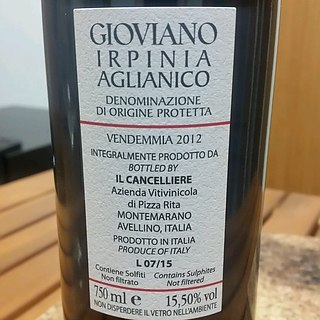 GIOVIANO
IRPINIA
AGLIANICO
DENOMINAZIONE
DI ORIGINE PROTETTA
VENDEMMIA 2012
INTEGRALMENTE PRODOTTO DA
BOTTLED BY
IL CANCELLIERE
Azienda Vitivinicola
di Pizza Rita
MONTEMARANO
AVELLINO, ITALIA
PRODOTTO IN ITALIA
PRODUCE OF ITALY
L 07/15
Contiene Solfiti Contains Sulphites
Non filtrato Not filtered
750 ml e 15,50% vol
NON DISPERDERE IL VETRO NELL'AMBIENTE